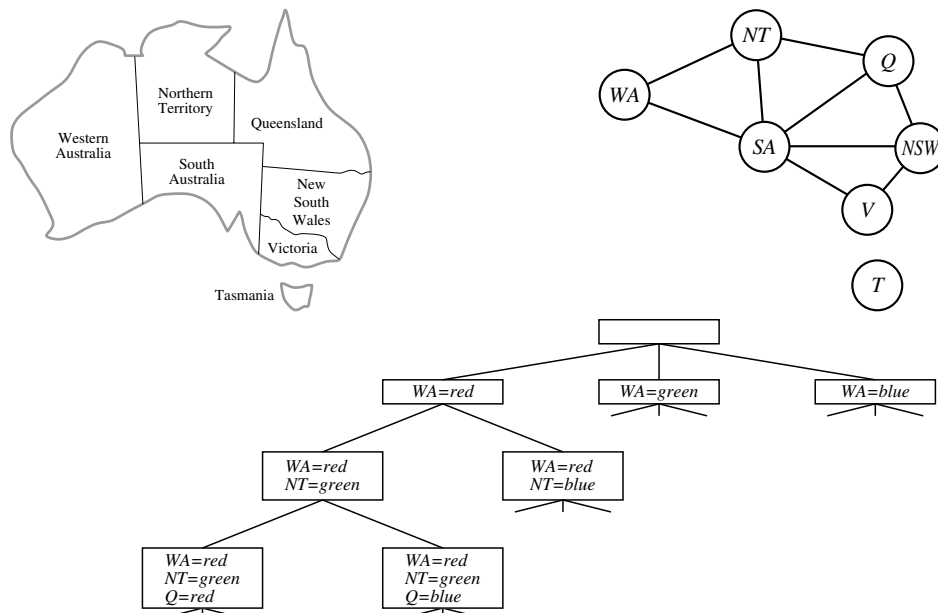 Northern
Territory
Western
Australia
Queensland
South
Australia
New
South
Wales
Victoria
Tasmania
NT
Q
WA
SA
NSW
V
T
WA=red
WA=green
WA=blue
WA=red
NT=green
WA=red
NT=blue
WA=red
NT=green
Q=red
WA=red
NT=green
Q=blue